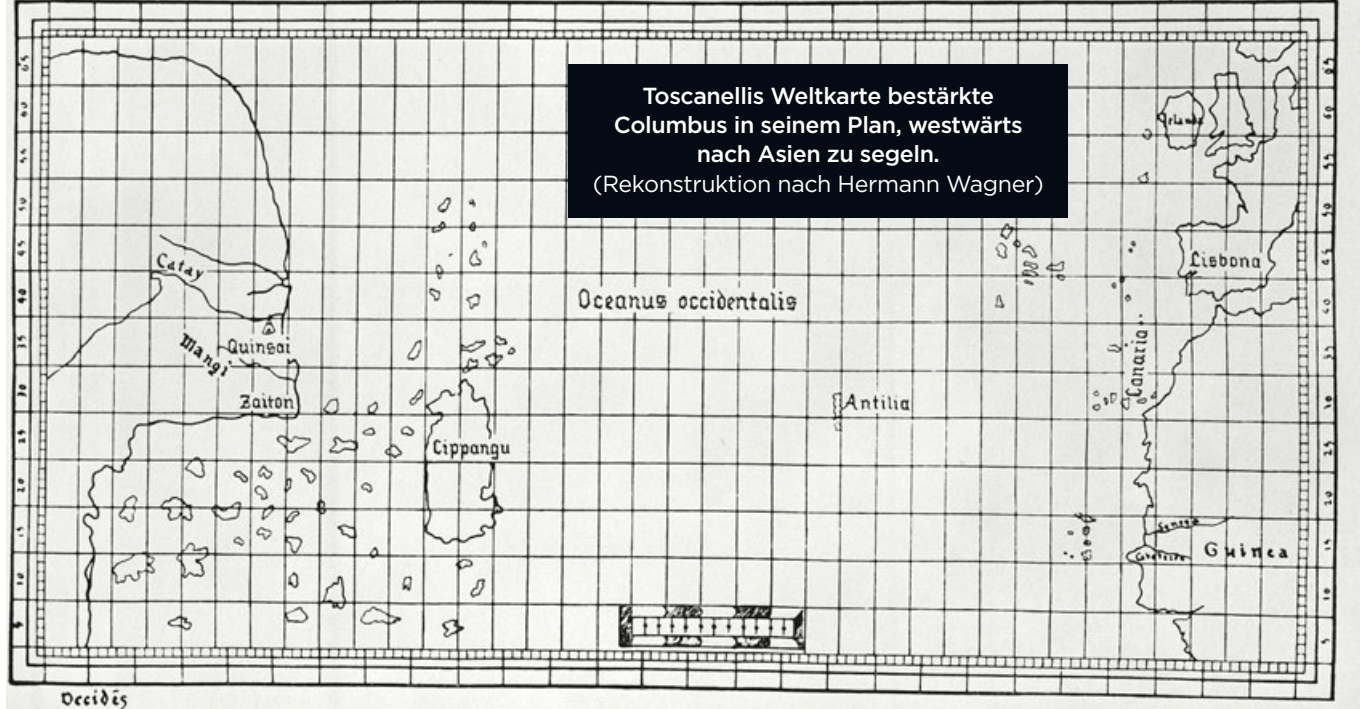 Toscanellis Weltkarte bestärkte
Columbus in seinem Plan, westwärts
nach Asien zu segeln.
(Rekonstruktion nach Hermann Wagner)
Irlanda
Lisbona
Catay
Oceanus occidentalis
Quinsai
Mangi
Canaria
Zaiton
Antilia
Cippangu
Guinea
Occidēs